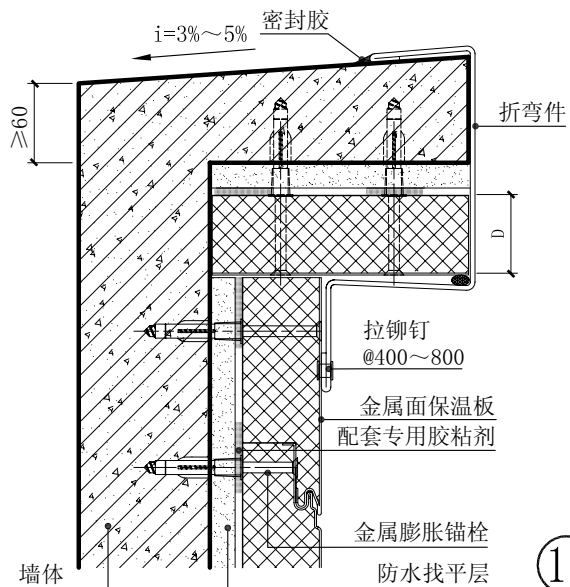 密封胶
i=3%～5%
≥60
折弯件
D
拉铆钉
@400～800
金属面保温板
配套专用胶粘剂
金属膨胀锚栓
墙体
防水找平层
1